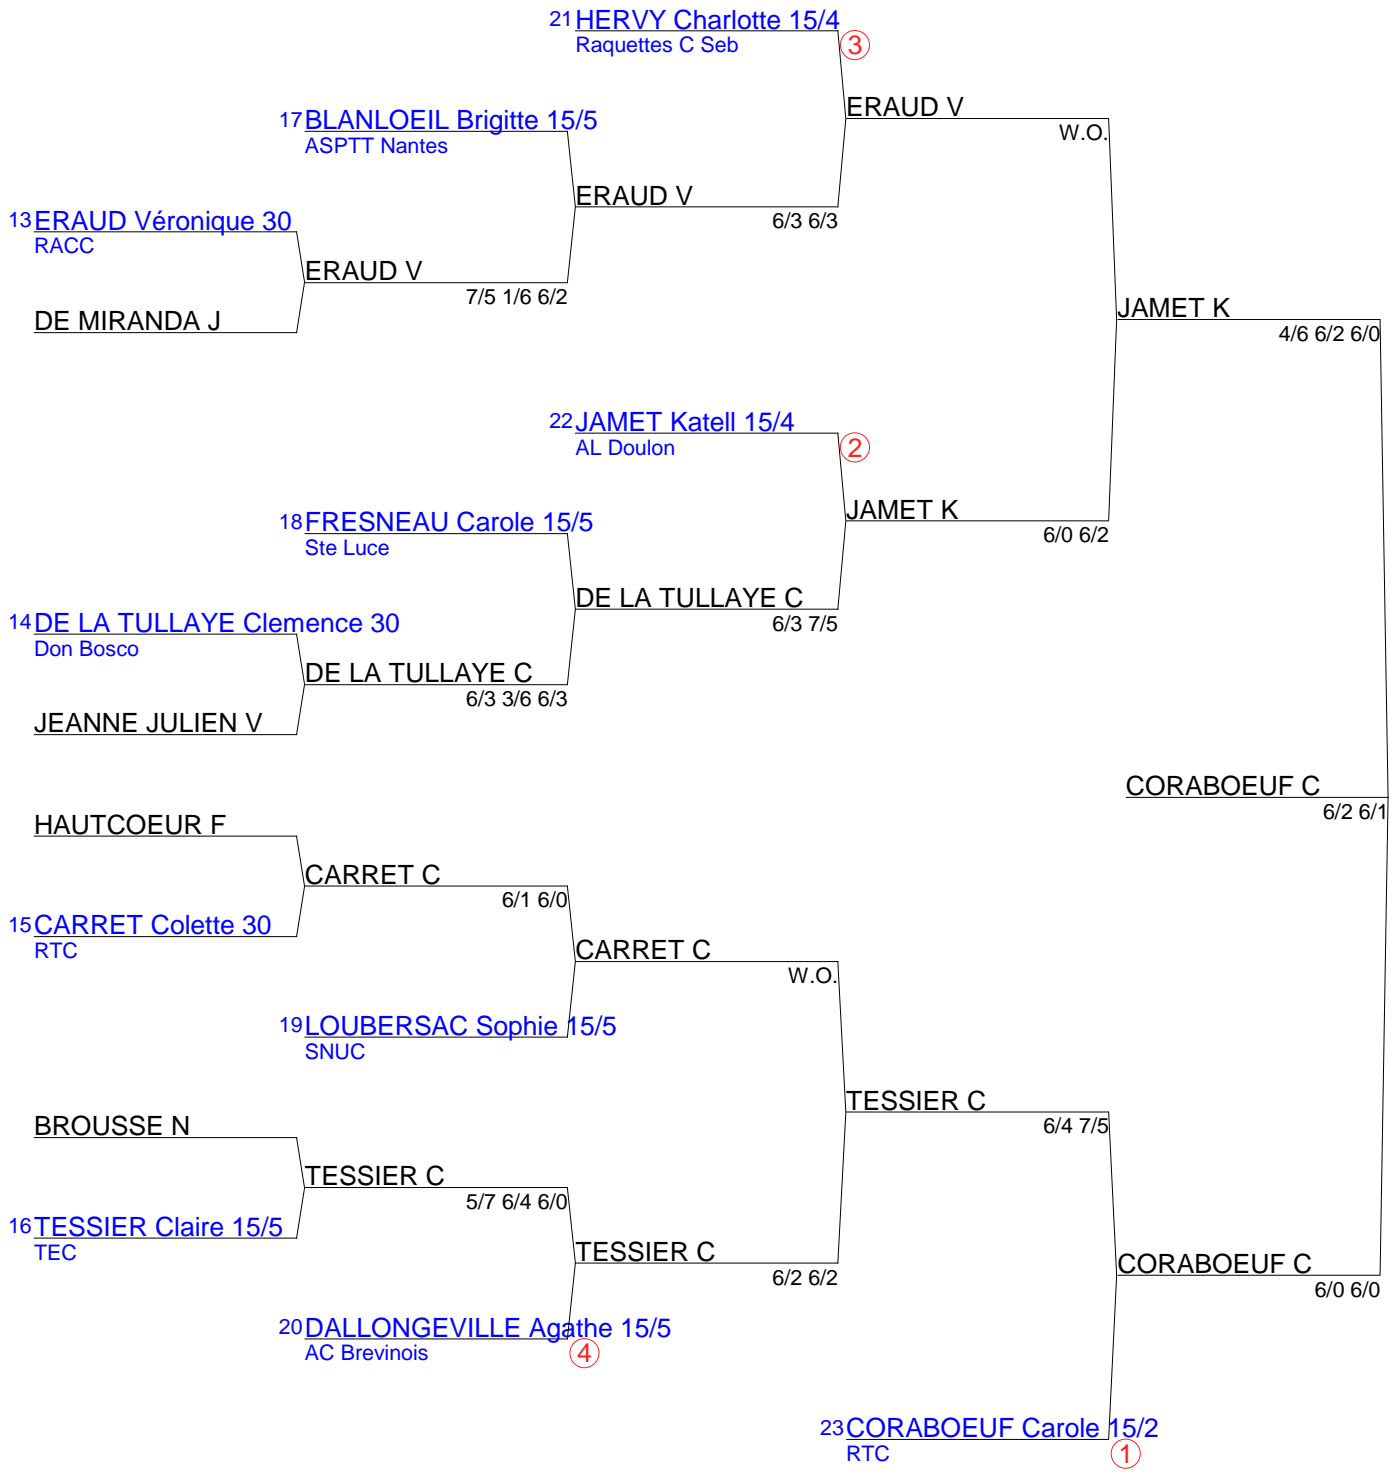 21 HERVY Charlotte 15/4
Raquettes C Seb
3
ERAUD V
W.O.
17 BLANLOEIL Brigitte 15/5
ASPTT Nantes
ERAUD V
6/3 6/3
13 ERAUD Véronique 30
RACC
ERAUD V
7/5 1/6 6/2
DE MIRANDA J
JAMET K
4/6 6/2 6/0
22 JAMET Katell 15/4
AL Doulon
2
JAMET K
6/0 6/2
18 FRESNEAU Carole 15/5
Ste Luce
DE LA TULLAYE C
6/3 7/5
14 DE LA TULLAYE Clemence 30
Don Bosco
DE LA TULLAYE C
6/3 3/6 6/3
JEANNE JULIEN V
CORABOEUF C
6/2 6/1
HAUTCOEUR F
CARRET C
6/1 6/0
15 CARRET Colette 30
RTC
CARRET C
W.O.
19 LOUBERSAC Sophie 15/5
SNUC
TESSIER C
6/4 7/5
BROUSSE N
TESSIER C
5/7 6/4 6/0
16 TESSIER Claire 15/5
TEC
TESSIER C
6/2 6/2
CORABOEUF C
6/0 6/0
20 DALLONGEVILLE Agathe 15/5
AC Brevinois
4
23 CORABOEUF Carole 15/2
RTC
1